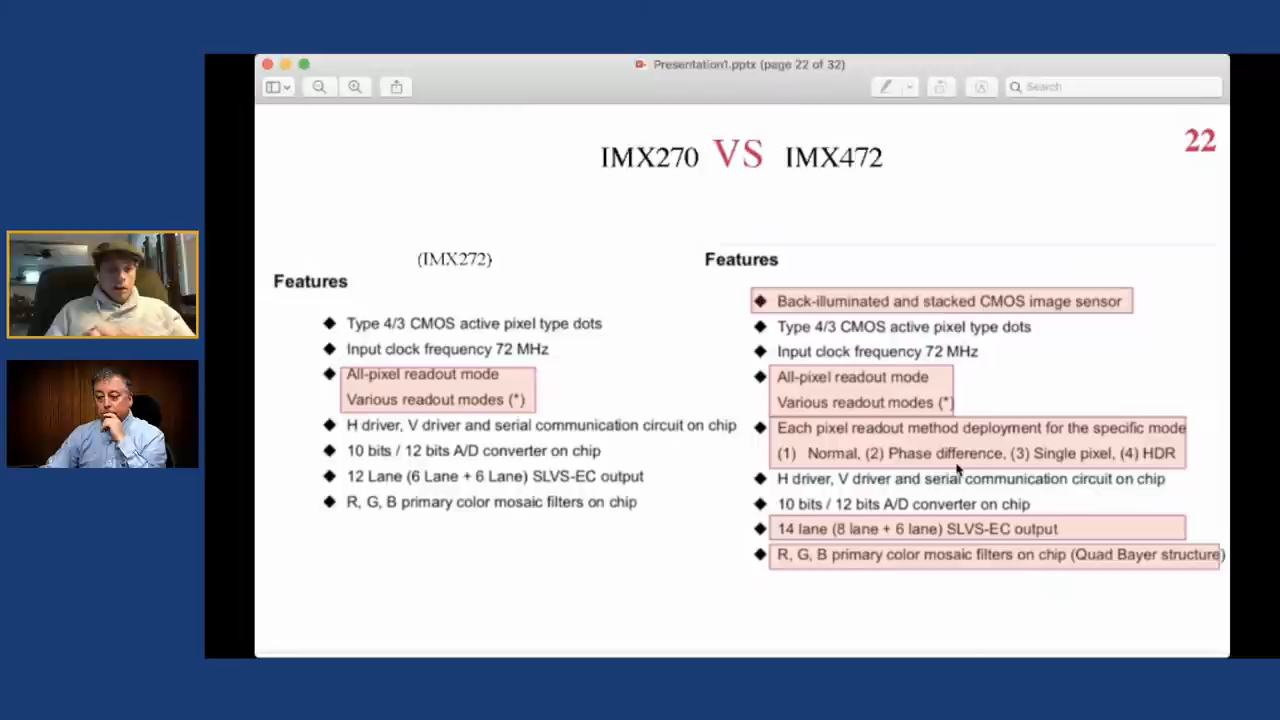 Presentation1.pptx (page 22 of 32)
Search
22
IMX270 VS IMX472
(IMX272)
Features
Type 4/3 CMOS active pixel type dots
Input clock frequency 72 MHz
All-pixel readout mode
Various readout modes (*)
H driver, V driver and serial communication circuit on chip
10 bits / 12 bits A/D converter on chip
12 Lane (6 Lane + 6 Lane) SLVS-EC output
R, G, B primary color mosaic filters on chip
Features
Back-illuminated and stacked CMOS image sensor
Type 4/3 CMOS active pixel type dots
Input clock frequency 72 MHz
All-pixel readout mode
Various readout modes (*)
Each pixel readout method deployment for the specific mode
(1) Normal, (2) Phase difference, (3) Single pixel, (4) HDR
H driver, V driver and serial communication circuit on chip
10 bits / 12 bits A/D converter on chip
14 lane (8 lane + 6 lane) SLVS-EC output
R, G, B primary color mosaic filters on chip (Quad Bayer structure)